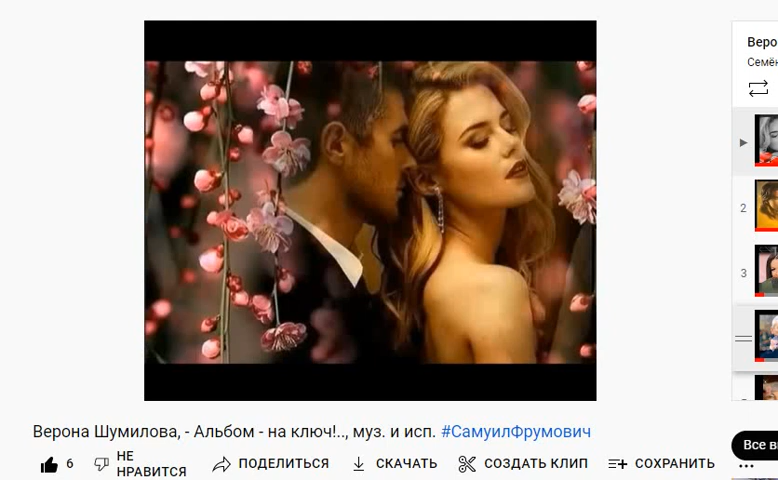 Веро
Семён
2
3
Верона Шумилова, - Альбом - на ключ!.., муз. и исп. #СамуилФрумович
Все в
6
НЕ НРАВИТСЯ
ПОДЕЛИТЬСЯ
СКАЧАТЬ
СОЗДАТЬ КЛИП
СОХРАНИТЬ